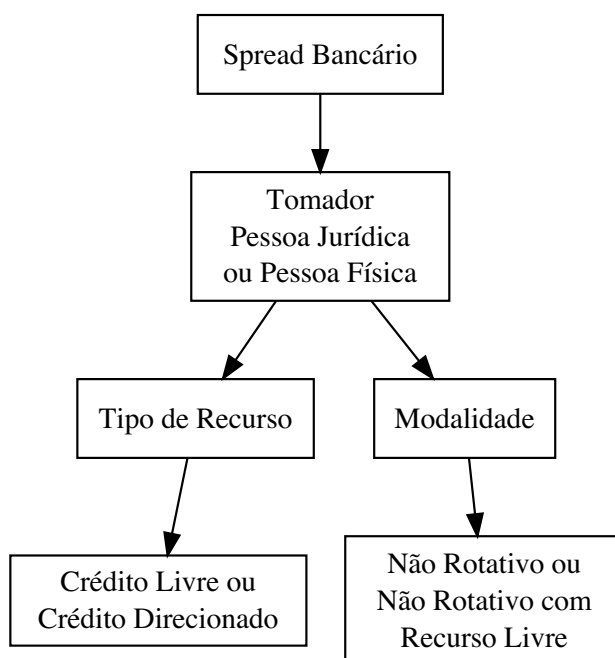 Spread Bancário
Tomador
Pessoa Jurídica
ou Pessoa Física
Tipo de Recurso
Modalidade
Crédito Livre ou
Crédito Direcionado
Não Rotativo ou
Não Rotativo com
Recurso Livre